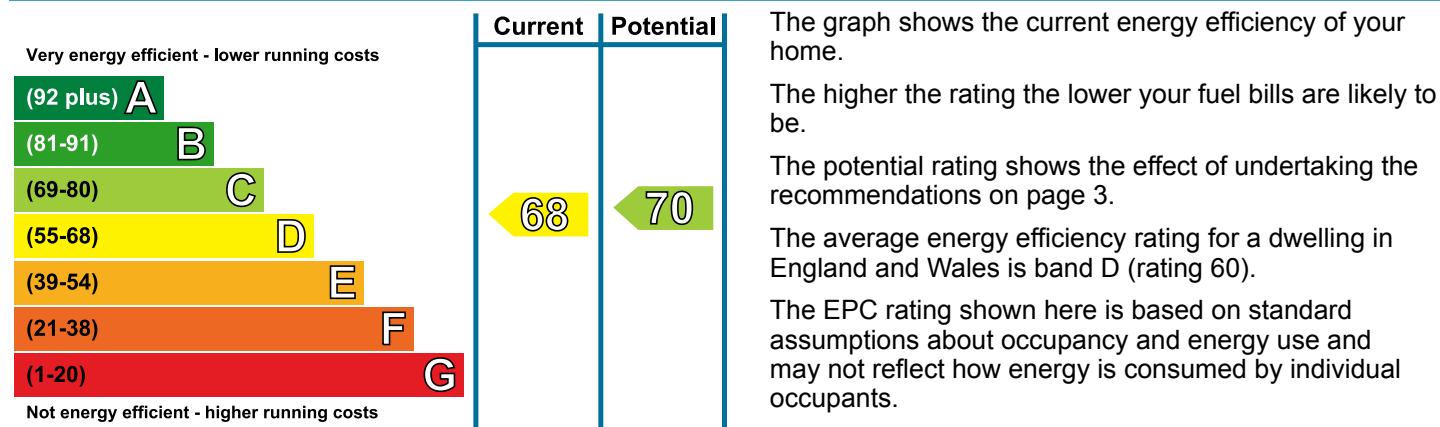 Current Potential
Very energy efficient - lower running costs
(92 plus) A
(81-91) B
(69-80) C
(55-68) D
(39-54) E
(21-38) F
(1-20) G
Not energy efficient - higher running costs
68
70
The graph shows the current energy efficiency of your
home.
The higher the rating the lower your fuel bills are likely to
be.
The potential rating shows the effect of undertaking the
recommendations on page 3.
The average energy efficiency rating for a dwelling in
England and Wales is band D (rating 60).
The EPC rating shown here is based on standard
assumptions about occupancy and energy use and
may not reflect how energy is consumed by individual
occupants.